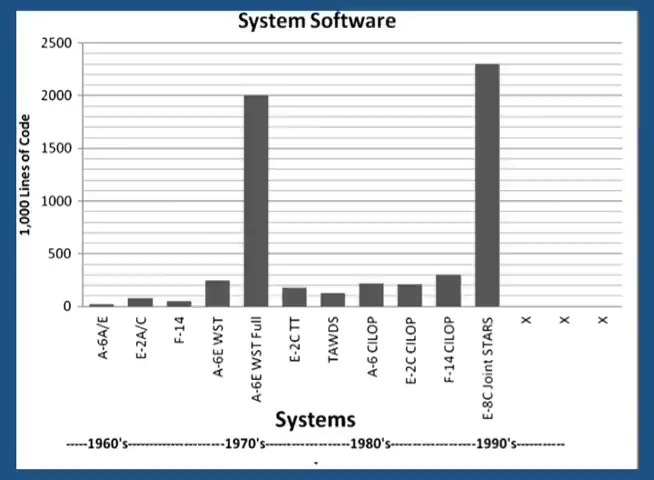 System Software
1,000 Lines of Code
2500
2000
1500
1000
500
0
A-6A/E
E-2A/C
F-14
A-6E WST
A-6E WST Full
E-2C TT
TAWDS
A-6 CILOP
E-2C CILOP
F-14 CILOP
E-8C Joint STARS
X
X
X
Systems
-----1960's-----------------------1970's--------------------1980's--------------------1990's-----------